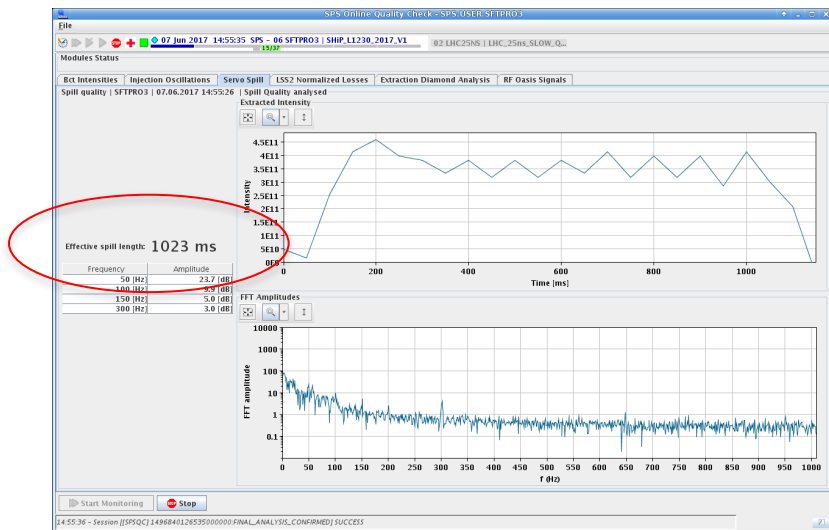 SPS Online Quality Check - SPS.USER.SFTPRO3
File
07 Jun 2017 14:55:35 SPS - 06 SFTPRO3 | SHiP_L1230_2017_V1
02 LHC25NS | LHC_25ns_SLOW_Q...
15/37
Modules Status
Bct Intensities Injection Oscillations Servo Spill LSS2 Normalized Losses Extraction Diamond Analysis RF Oasis Signals
Spill quality | SFTPRO3 | 07.06.2017 14:55:26 | Spill Quality analysed
Extracted Intensity
4.5E11
4E11
3.5E11
3E11
2.5E11
2E11
1.5E11
1E11
5E10
0E0
Intensity
0 200 400 600 800 1000
Time [ms]
Effective spill length: 1023 ms
Frequency Amplitude
50 [Hz] 23.7 [dB]
100 [Hz] 9.9 [dB]
150 [Hz] 5.0 [dB]
300 [Hz] 3.0 [dB]
FFT Amplitudes
10000
1000
100
10
1
0.1
FFT amplitude
0 50 100 150 200 250 300 350 400 450 500 550 600 650 700 750 800 850 900 950 1000
f (Hz)
Start Monitoring STOP Stop
14:55:36 - Session [[SPSQC] 1496840126535000000:FINAL_ANALYSIS_CONFIRMED] SUCCESS